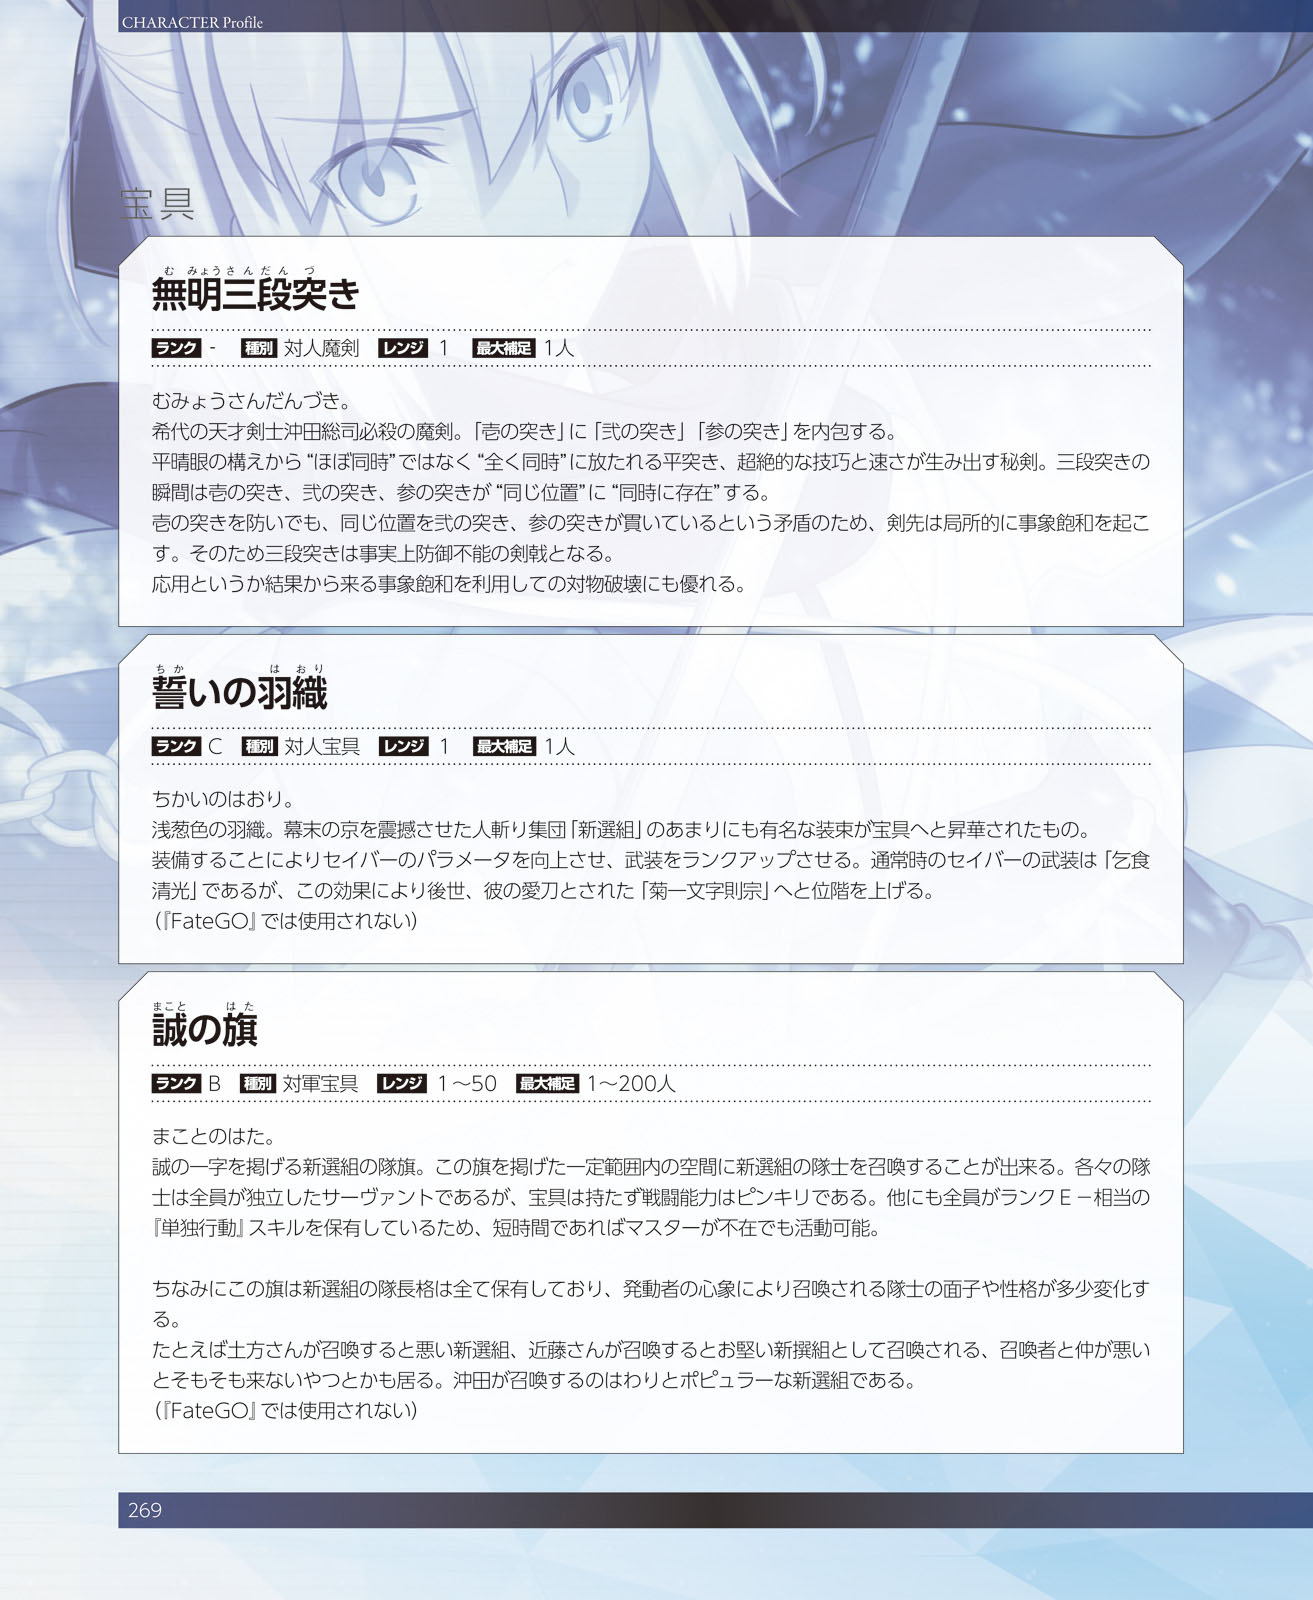 CHARACTER Profile
宝具
む みょうさんだん づ
無明三段突き
ランク - 種別 対人魔剣 レンジ 1 最大補足 1人
むみょうさんだんづき。
希代の天才剣士沖田総司必殺の魔剣。「壱の突き」に「弐の突き」「参の突き」を内包する。
平晴眼の構えから“ほぼ同時”ではなく“全く同時”に放たれる平突き、超絶的な技巧と速さが生み出す秘剣。三段突きの
瞬間は壱の突き、弐の突き、参の突きが“同じ位置”に“同時に存在”する。
壱の突きを防いでも、同じ位置を弐の突き、参の突きが貫いているという矛盾のため、剣先は局所的に事象飽和を起こ
す。そのため三段突きは事実上防御不能の剣戟となる。
応用というか結果から来る事象飽和を利用しての対物破壊にも優れる。
ちか は おり
誓いの羽織
ランク C 種別 対人宝具 レンジ 1 最大補足 1人
ちかいのはおり。
浅葱色の羽織。幕末の京を震撼させた人斬り集団「新選組」のあまりにも有名な装束が宝具へと昇華されたもの。
装備することによりセイバーのパラメータを向上させ、武装をランクアップさせる。通常時のセイバーの武装は「乞食
清光」であるが、この効果により後世、彼の愛刀とされた「菊一文字則宗」へと位階を上げる。
(『FateGO』では使用されない)
まこと はた
誠の旗
ランク B 種別 対軍宝具 レンジ 1～50 最大補足 1～200人
まことのはた。
誠の一字を掲げる新選組の隊旗。この旗を掲げた一定範囲内の空間に新選組の隊士を召喚することが出来る。各々の隊
士は全員が独立したサーヴァントであるが、宝具は持たず戦闘能力はピンキリである。他にも全員がランクE－相当の
『単独行動』スキルを保有しているため、短時間であればマスターが不在でも活動可能。
ちなみにこの旗は新選組の隊長格は全て保有しており、発動者の心象により召喚される隊士の面子や性格が多少変化す
る。
たとえば土方さんが召喚すると悪い新選組、近藤さんが召喚するとお堅い新撰組として召喚される、召喚者と仲が悪い
とそもそも来ないやつとかも居る。沖田が召喚するのはわりとポピュラーな新選組である。
(『FateGO』では使用されない)
269